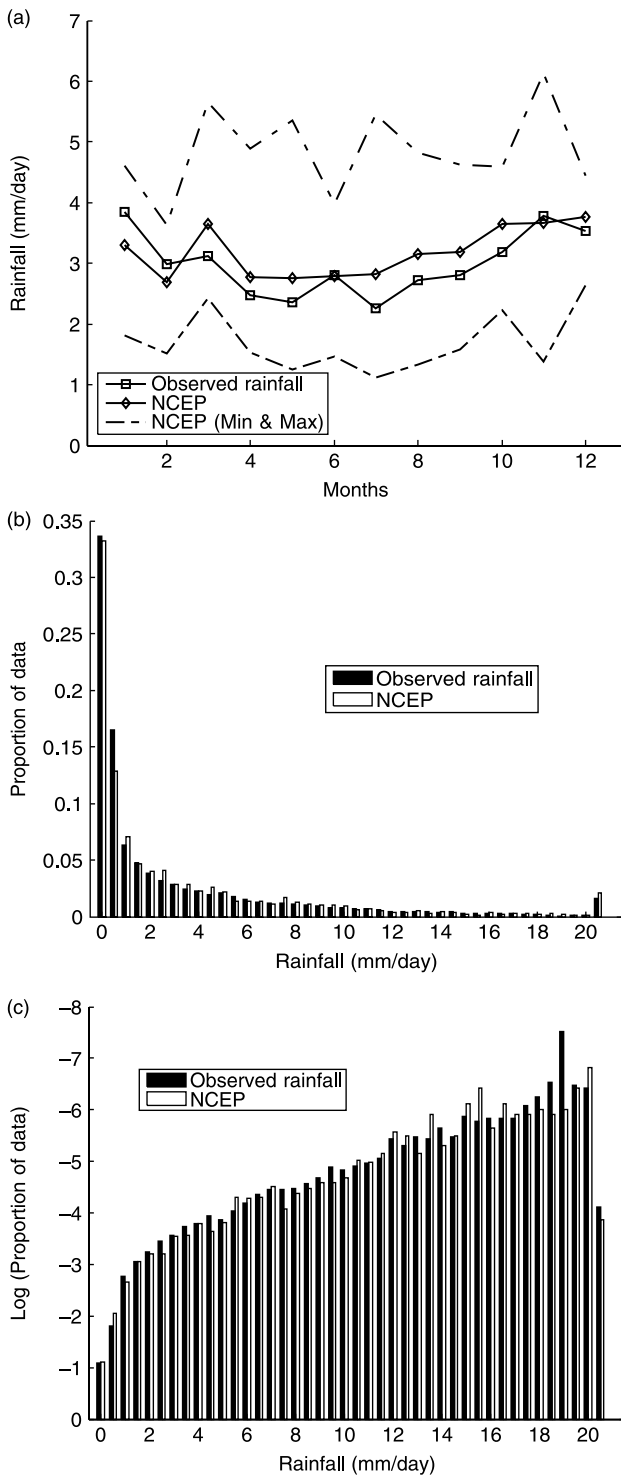 (a)
7
6
5
4
3
2
1
0
Rainfall (mm/day)
Observed rainfall
NCEP
NCEP (Min & Max)
2 4 6 8 10 12
Months
(b)
0.35
0.3
0.25
0.2
0.15
0.1
0.05
0
Proportion of data
Observed rainfall
NCEP
0 2 4 6 8 10 12 14 16 18 20
Rainfall (mm/day)
(c)
–8
–7
–6
–5
–4
–3
–2
–1
0
Log (Proportion of data)
Observed rainfall
NCEP
0 2 4 6 8 10 12 14 16 18 20
Rainfall (mm/day)